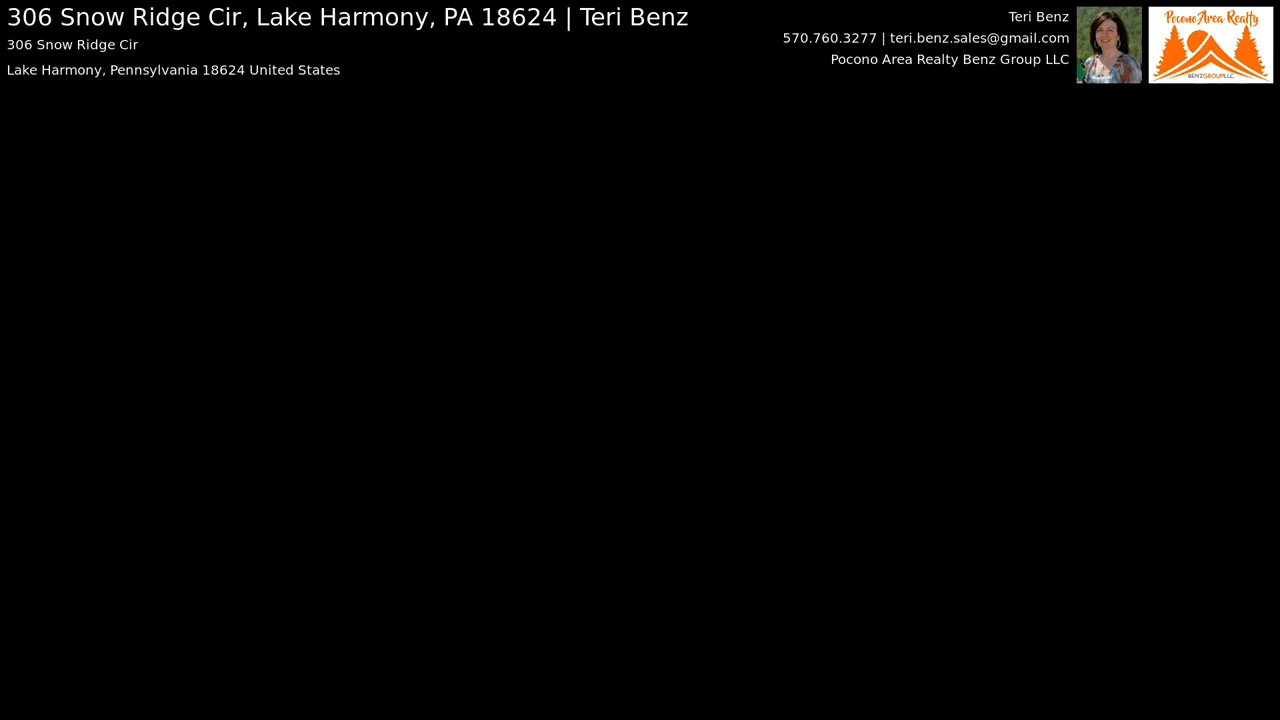 306 Snow Ridge Cir, Lake Harmony, PA 18624 | Teri Benz
306 Snow Ridge Cir
Lake Harmony, Pennsylvania 18624 United States
Teri Benz
570.760.3277 | teri.benz.sales@gmail.com
Pocono Area Realty Benz Group LLC
Pocono Area Realty
BENZGROUPLLC